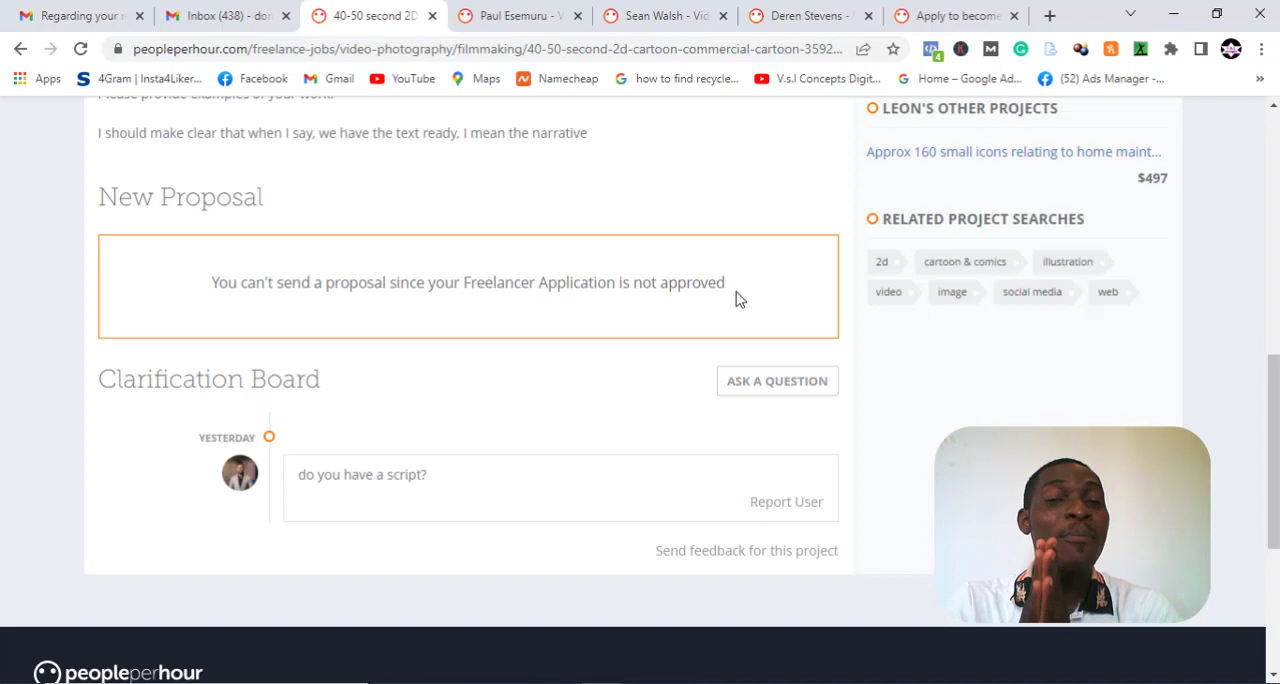 Regarding your r
Inbox (438) - don
40-50 second 2D
Paul Esemuru - V
Sean Walsh - Vid
Deren Stevens -
Apply to become
peopleperhour.com/freelance-jobs/video-photography/filmmaking/40-50-second-2d-cartoon-commercial-cartoon-3592...
4
Apps
4Gram | Insta4Liker...
Facebook
Gmail
YouTube
Maps
Namecheap
how to find recycle...
V.s.l Concepts Digit...
Home – Google Ad...
(52) Ads Manager -...
»
I should make clear that when I say, we have the text ready, I mean the narrative
New Proposal
You can't send a proposal since your Freelancer Application is not approved
Clarification Board
ASK A QUESTION
YESTERDAY
do you have a script?
Report User
Send feedback for this project
LEON'S OTHER PROJECTS
Approx 160 small icons relating to home maint...
$497
RELATED PROJECT SEARCHES
2d
cartoon & comics
illustration
video
image
social media
web
peopleperhour